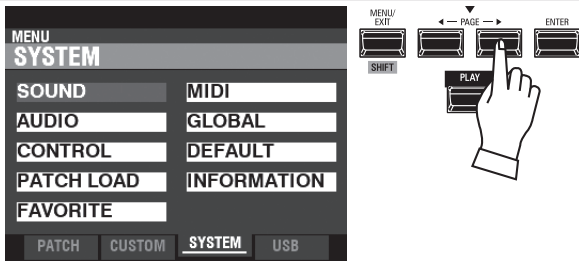 MENU
SYSTEM
SOUND
MIDI
AUDIO
GLOBAL
CONTROL
DEFAULT
PATCH LOAD
INFORMATION
FAVORITE
PATCH
CUSTOM
SYSTEM
USB
MENU/
EXIT
PAGE
ENTER
SHIFT
PLAY